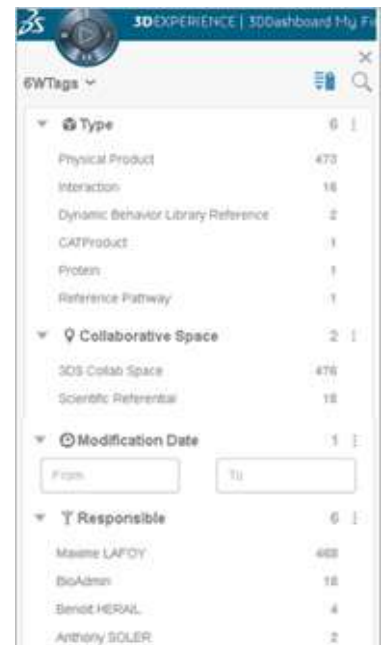 3DEXPERIENCE | 3DDashboard My Fi
6WTags
Type 6
Physical Product 473
Interaction 16
Dynamic Behavior Library Reference 2
CATProduct 1
Protein 1
Reference Pathway 1
Collaborative Space 2
3DS Collab Space 476
Scientific Referential 18
Modification Date 1
From To
Responsible 6
Maxime LAFOY 468
BioAdmin 18
Benoit HERAIL 4
Anthony SOLER 2